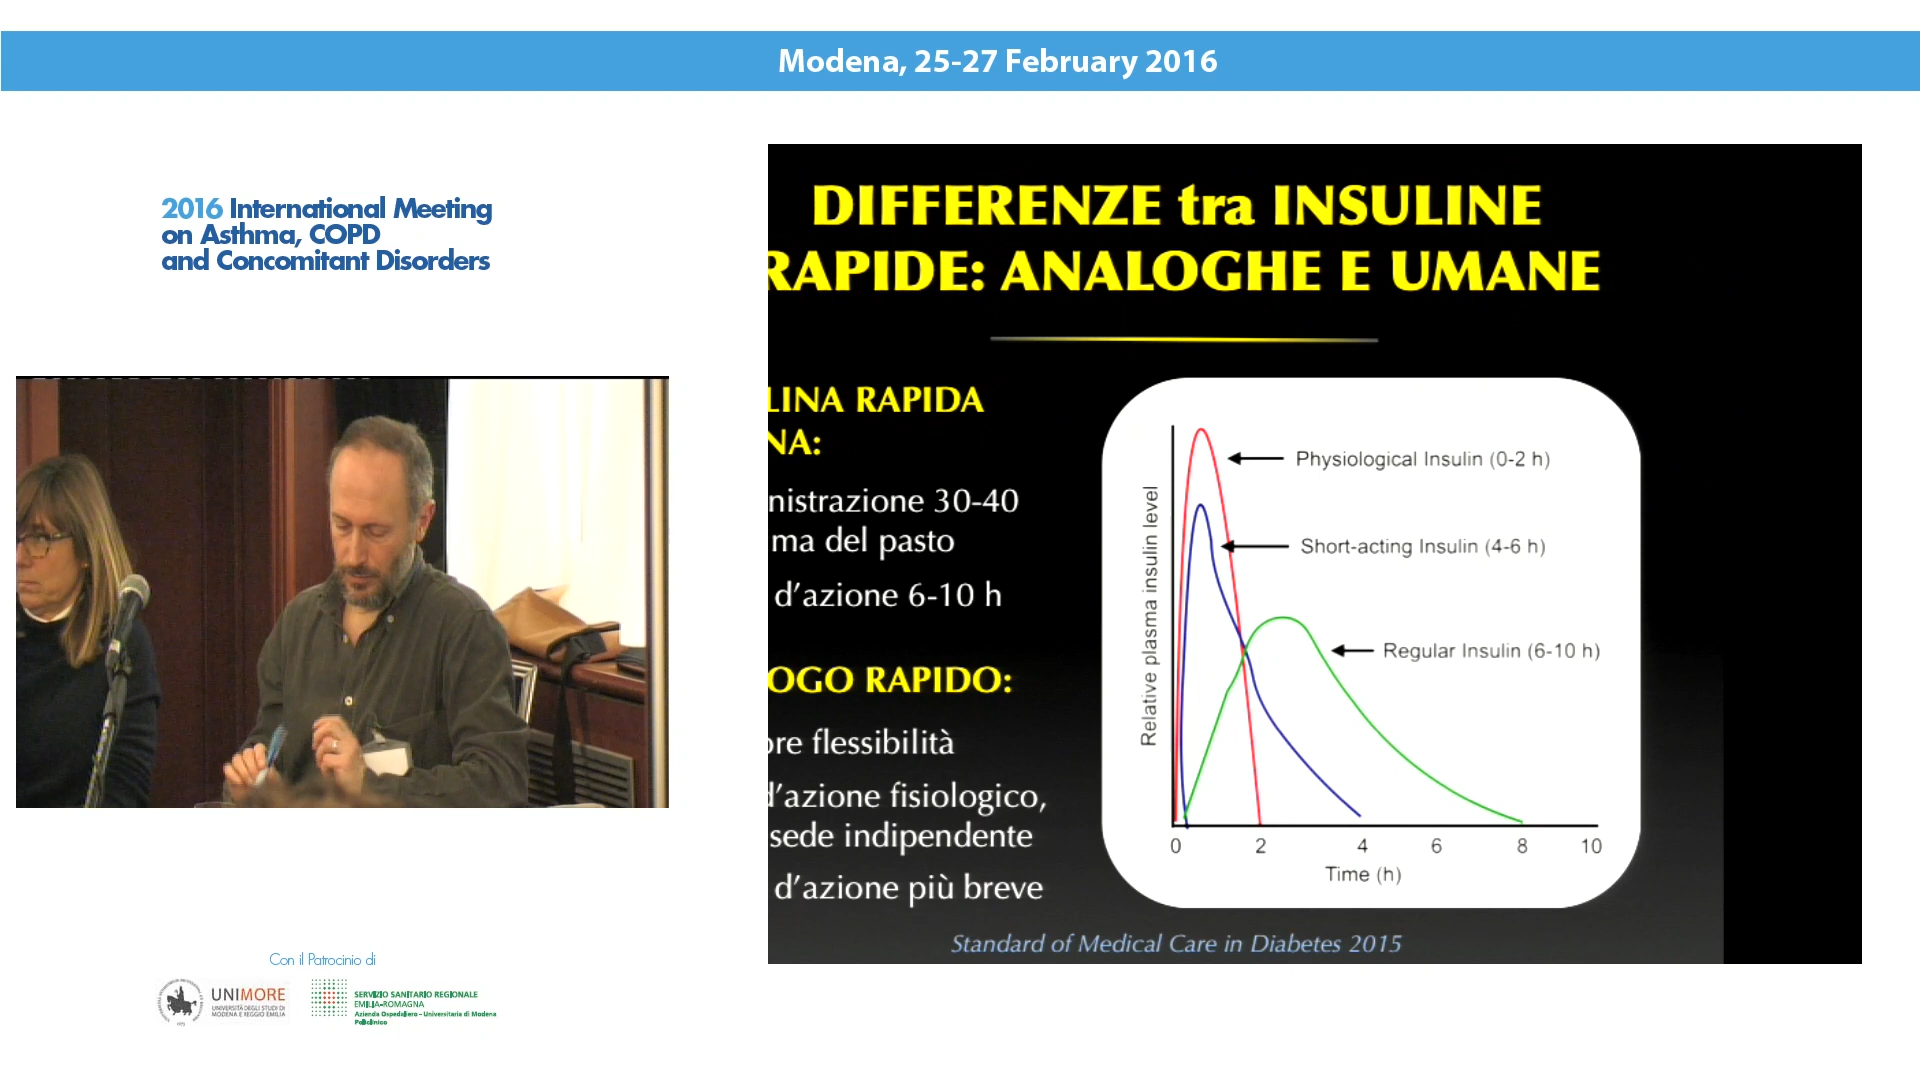 Modena, 25-27 February 2016
2016 International Meeting
on Asthma, COPD
and Concomitant Disorders
DIFFERENZE tra INSULINE
RAPIDE: ANALOGHE E UMANE
LINA RAPIDA
NA:
nistrazione 30-40
ma del pasto
d'azione 6-10 h
OGO RAPIDO:
ore flessibilità
d'azione fisiologico,
sede indipendente
d'azione più breve
Relative plasma insulin level
Physiological Insulin (0-2 h)
Short-acting Insulin (4-6 h)
Regular Insulin (6-10 h)
0 2 4 6 8 10
Time (h)
Standard of Medical Care in Diabetes 2015
Con il Patrocinio di
UNIMORE
UNIVERSITÀ DEGLI STUDI DI
MODENA E REGGIO EMILIA
SERVIZIO SANITARIO REGIONALE
EMILIA-ROMAGNA
Azienda Ospedaliero - Universitaria di Modena
Policlinico